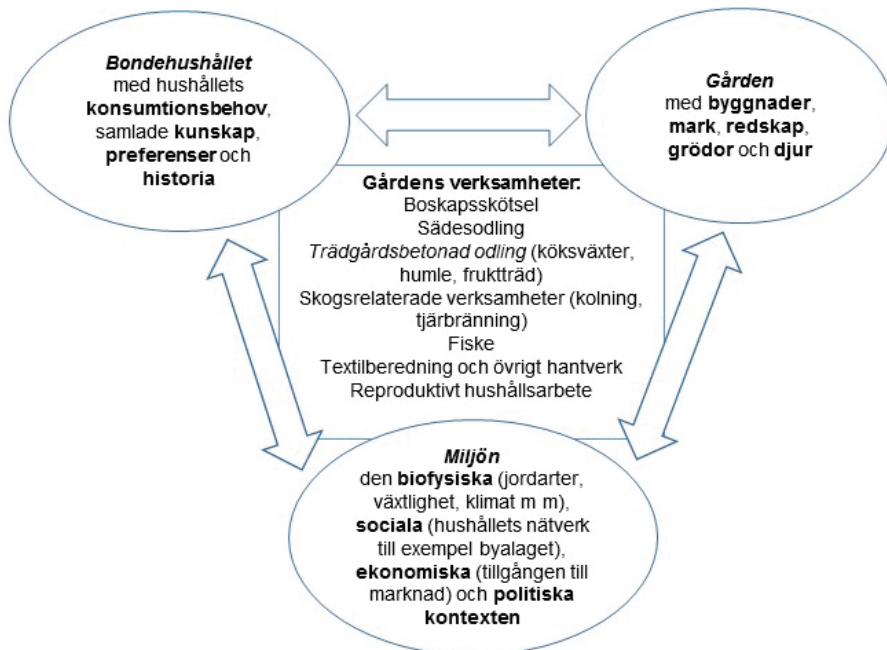 Bondehushållet
med hushållets
konsumtionsbehov,
samlade kunskap,
preferenser och
historia
Gården
med byggnader,
mark, redskap,
grödor och djur
Gårdens verksamheter:
Boskapsskötsel
Sädesodling
Trädgårdsbetonad odling (köksväxter,
humle, fruktträd)
Skogsrelaterade verksamheter (kolning,
tjärbränning)
Fiske
Textilberedning och övrigt hantverk
Reproduktivt hushållsarbete
Miljön
den biofysiska (jordarter,
växtlighet, klimat m m),
sociala (hushållets nätverk
till exempel byalaget),
ekonomiska (tillgången till
marknad) och politiska
kontexten